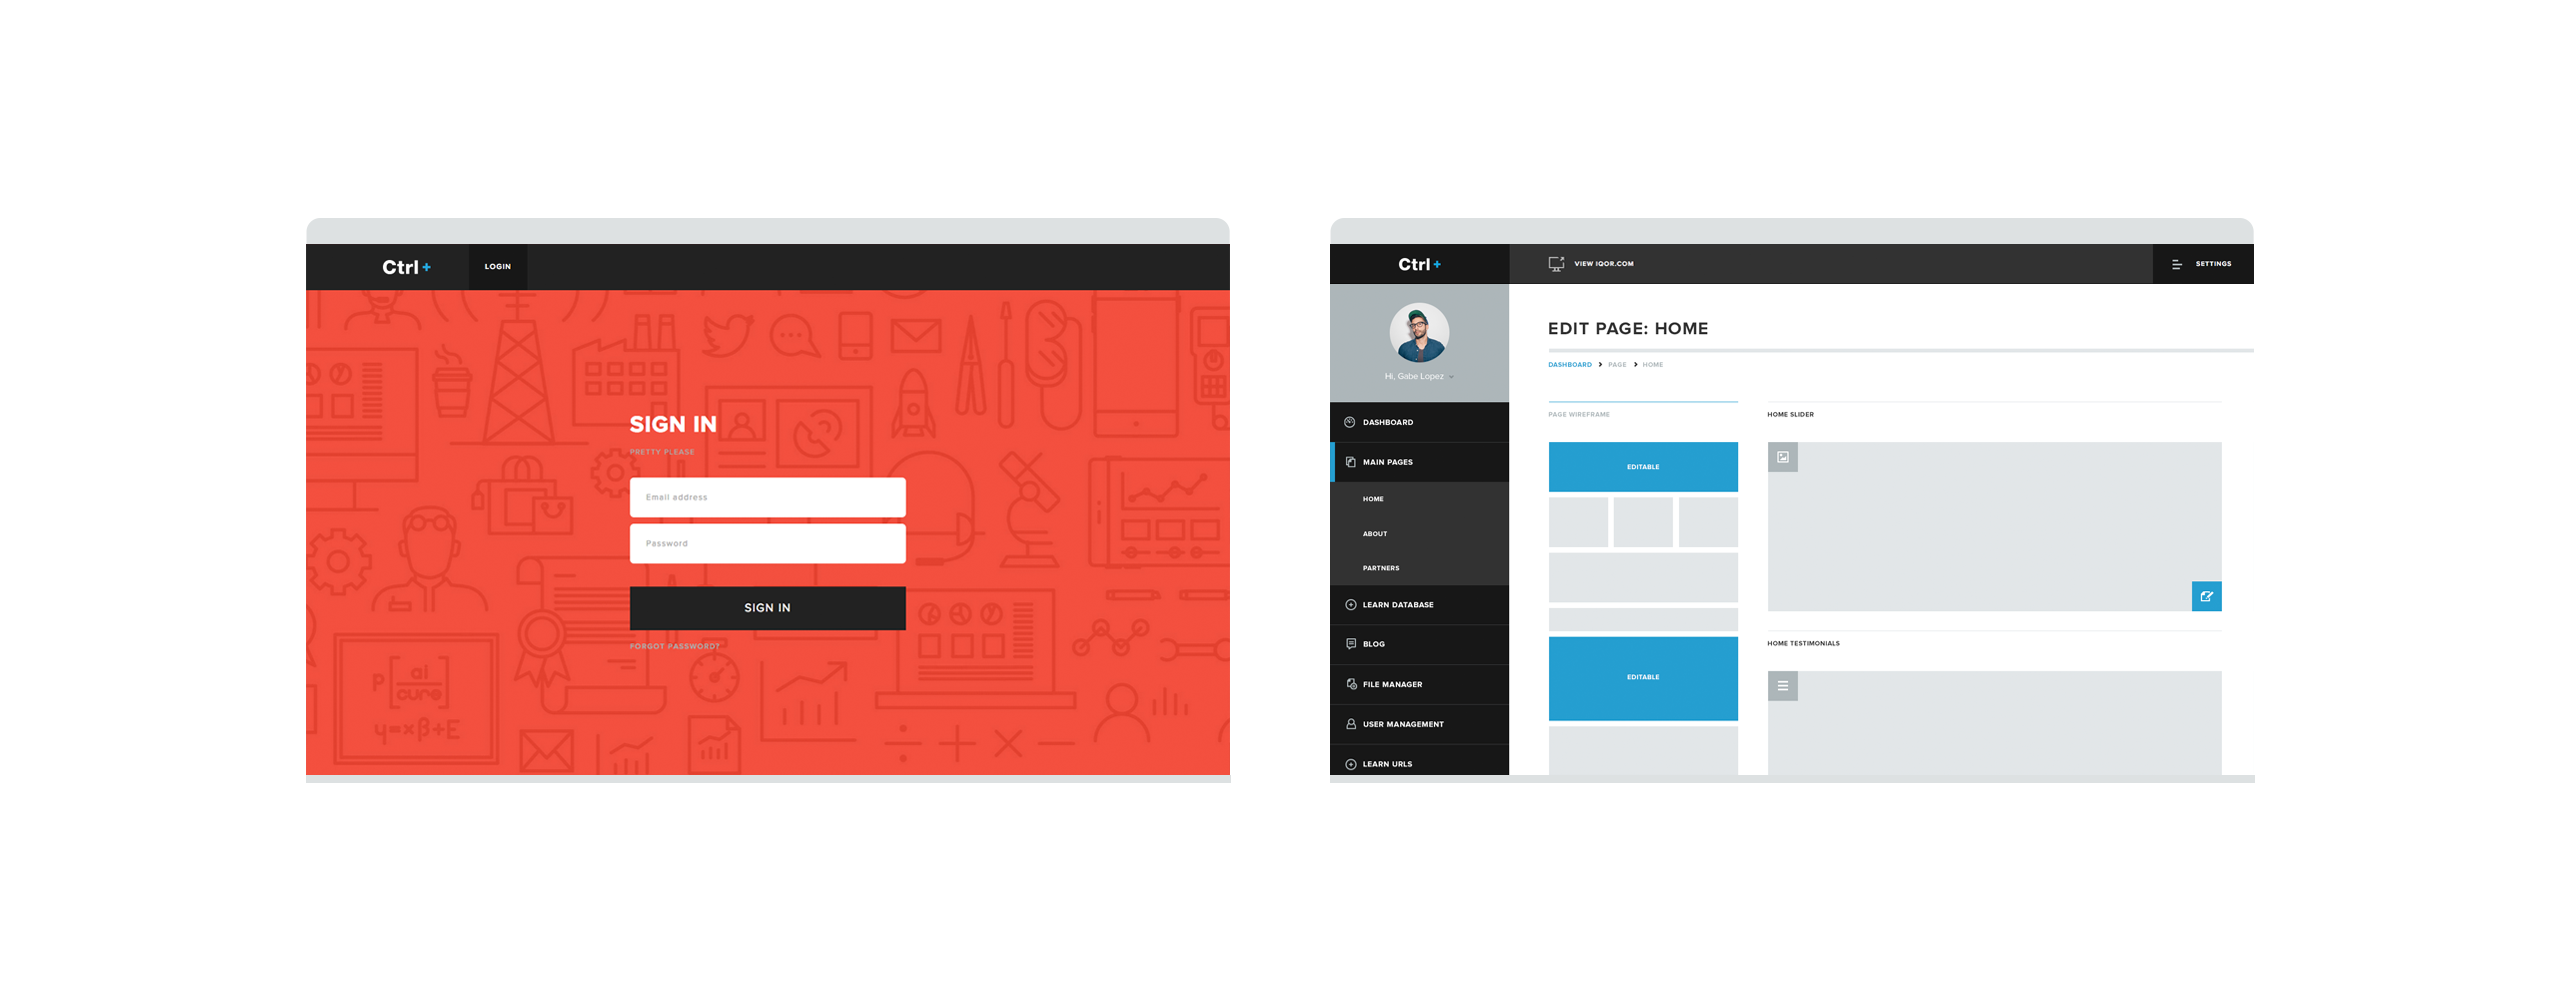 Ctrl +
LOGIN
SIGN IN
PRETTY PLEASE
Email address
Password
SIGN IN
FORGOT PASSWORD?
p[ai/cure]
y=xβ+E
Ctrl +
VIEW IQOR.COM
SETTINGS
Hi, Gabe Lopez
DASHBOARD
MAIN PAGES
HOME
ABOUT
PARTNERS
LEARN DATABASE
BLOG
FILE MANAGER
USER MANAGEMENT
LEARN URLS
EDIT PAGE: HOME
DASHBOARD > PAGE > HOME
PAGE WIREFRAME
EDITABLE
EDITABLE
HOME SLIDER
HOME TESTIMONIALS